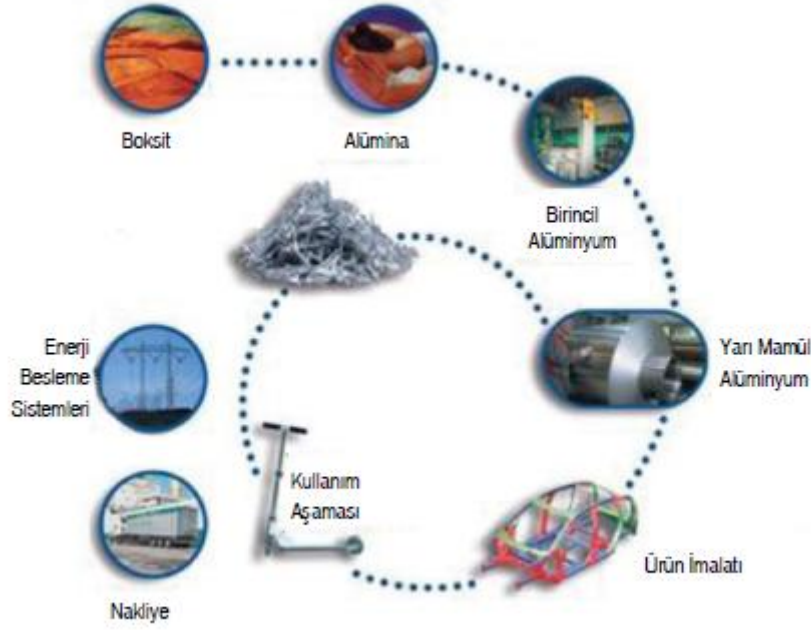 Boksit
Alümina
Birincil
Alüminyum
Enerji
Besleme
Sistemleri
Yarı Mamül
Alüminyum
Kullanım
Aşaması
Ürün İmalatı
Nakliye